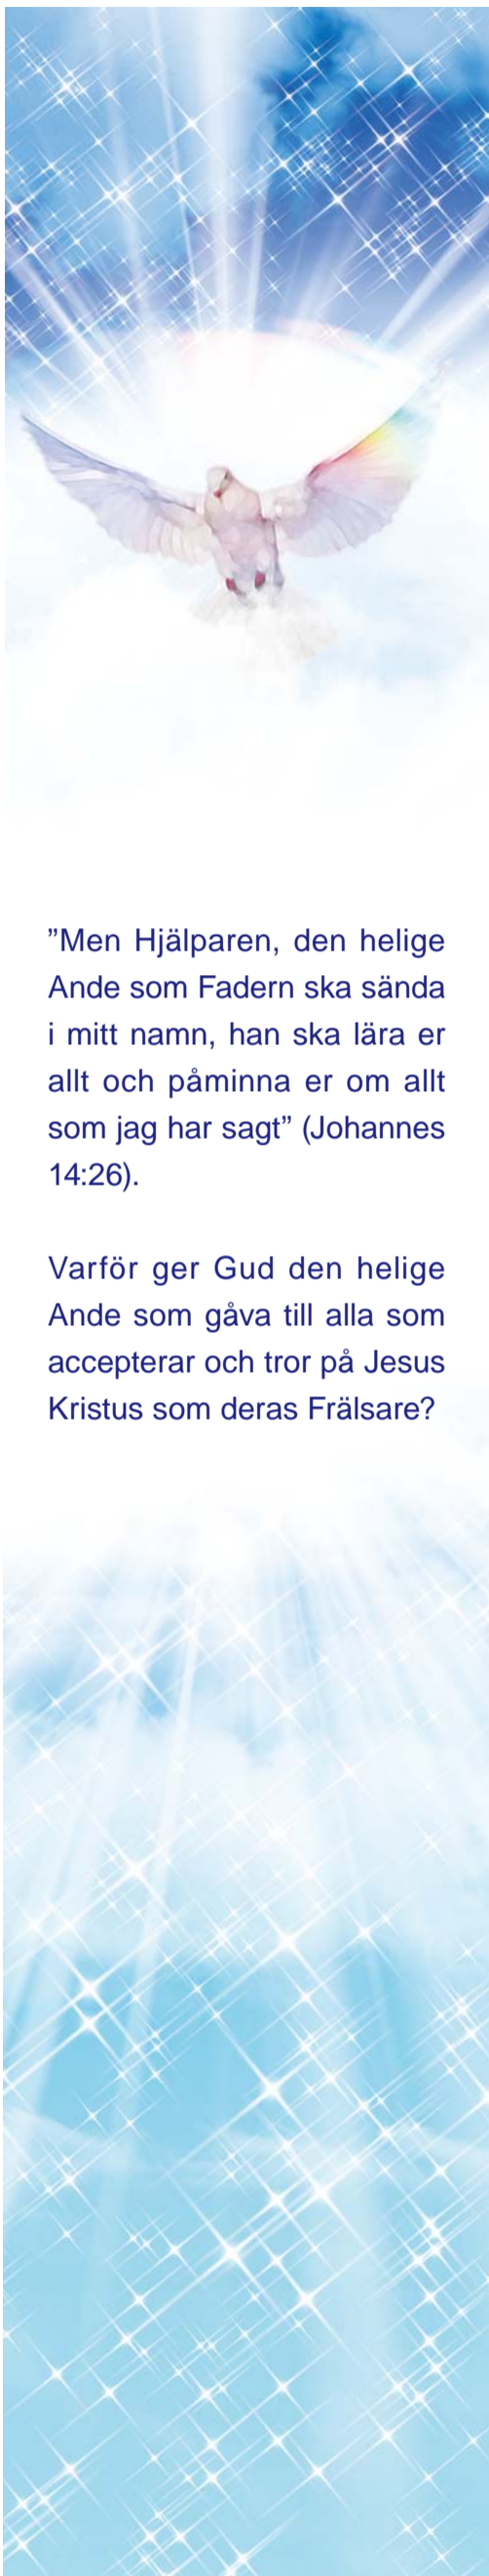 ”Men Hjälparen, den helige
Ande som Fadern ska sända
i mitt namn, han ska lära er
allt och påminna er om allt
som jag har sagt” (Johannes
14:26).
Varför ger Gud den helige
Ande som gåva till alla som
accepterar och tror på Jesus
Kristus som deras Frälsare?